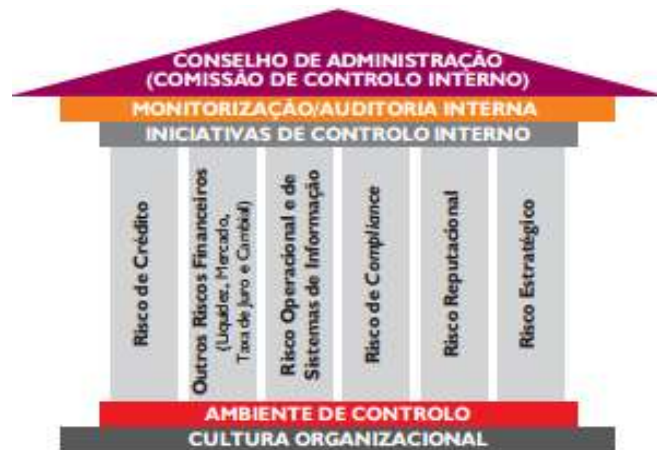 CONSELHO DE ADMINISTRAÇÃO
(COMISSÃO DE CONTROLO INTERNO)
MONITORIZAÇÃO/AUDITORIA INTERNA
INICIATIVAS DE CONTROLO INTERNO
Risco de Crédito
Outros Riscos Financeiros
(Liquidez, Mercado,
Taxa de Juro e Cambial)
Risco Operacional e de
Sistemas de Informação
Risco de Compliance
Risco Reputacional
Risco Estratégico
AMBIENTE DE CONTROLO
CULTURA ORGANIZACIONAL